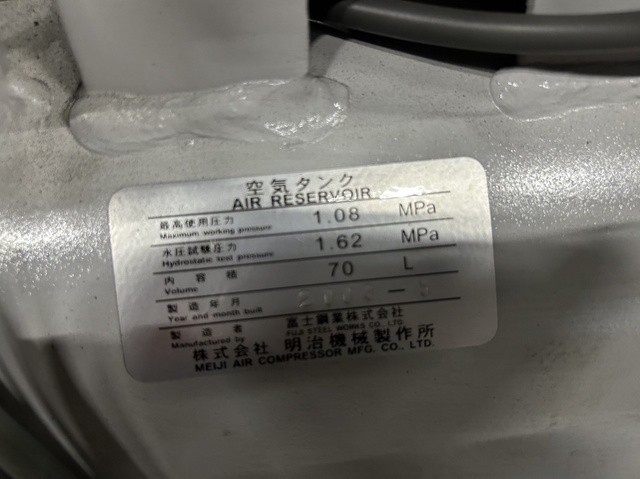 空気タンク
AIR RESERVOIR
最高使用圧力 1.08 MPa
Maximum working pressure
水圧試験圧力 1.62 MPa
Hydrostatic test pressure
内容積 70 L
Volume
製造年月
Year and month built
製造者 富士鋼業株式会社
Manufactured by FUJI STEEL WORKS CO. LTD.
株式会社 明治機械製作所
MEIJI AIR COMPRESSOR MFG. CO., LTD.